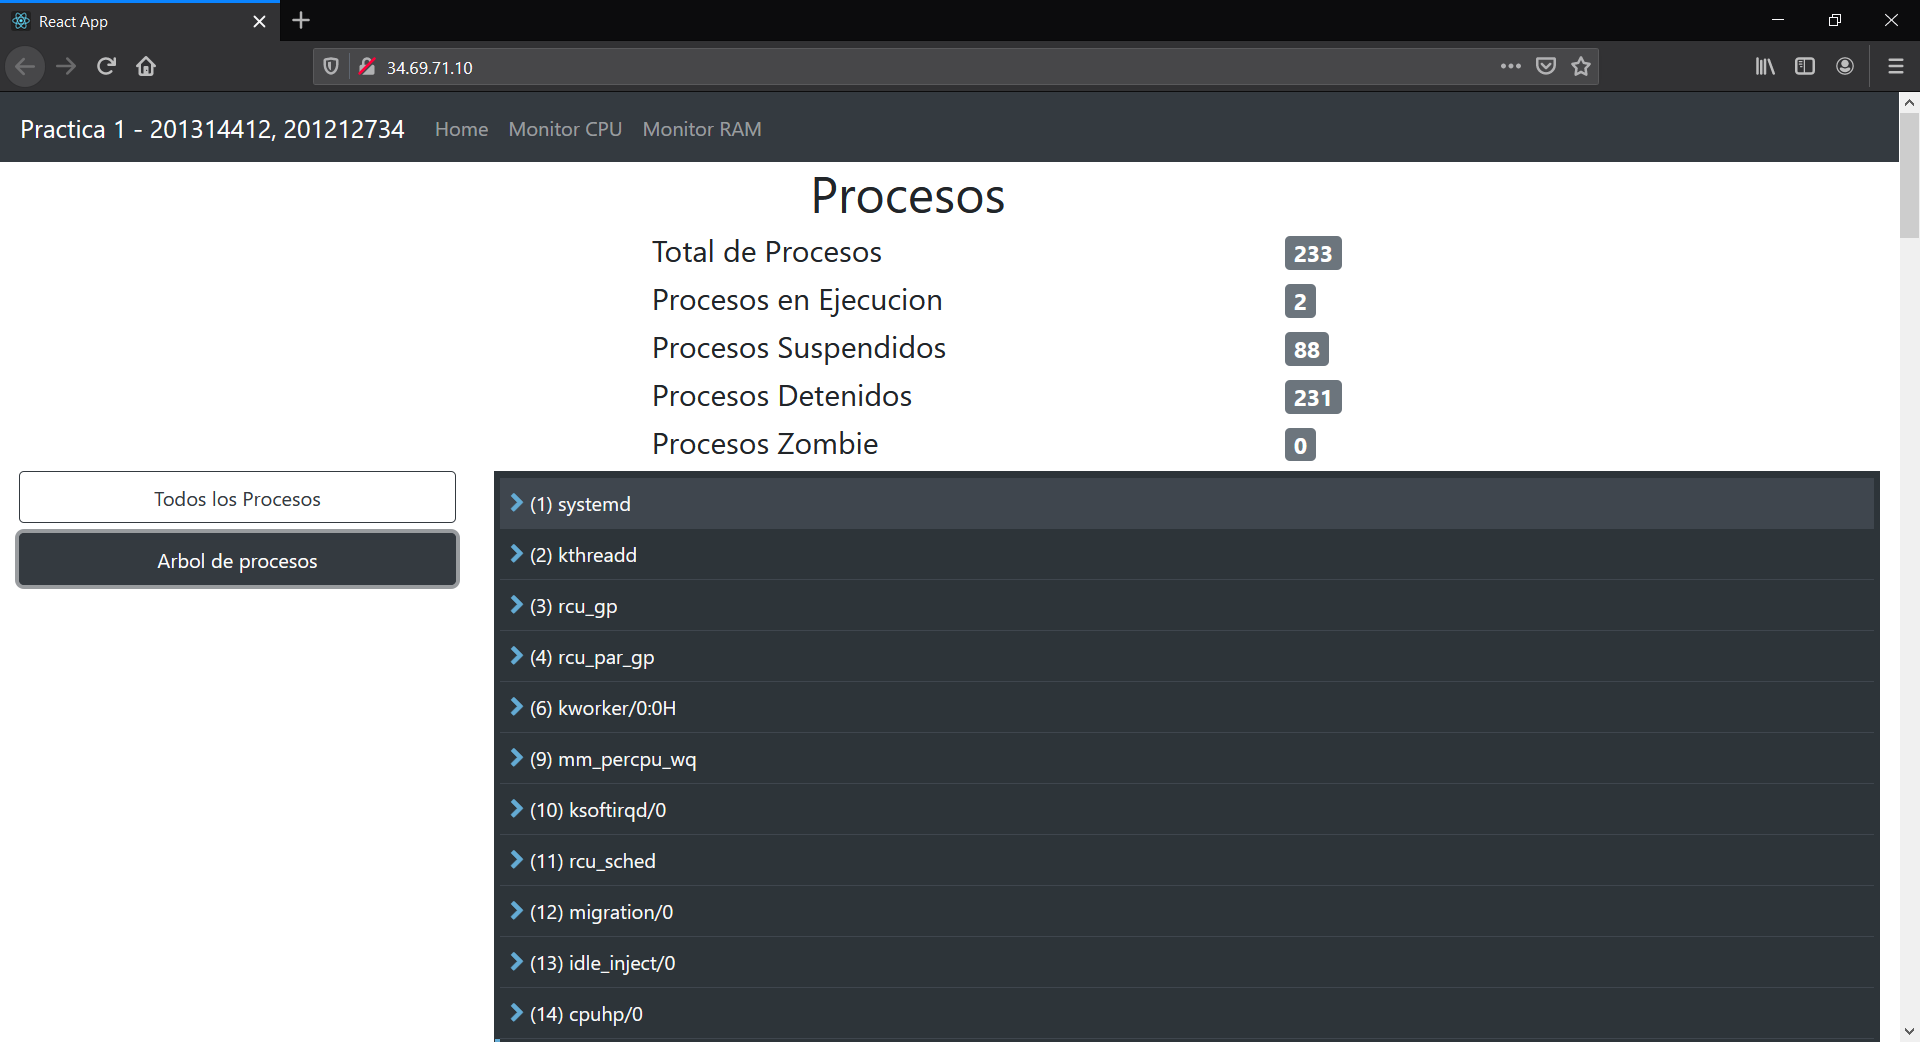 React App
34.69.71.10
Practica 1 - 201314412, 201212734 Home Monitor CPU Monitor RAM
Procesos
Total de Procesos 233
Procesos en Ejecucion 2
Procesos Suspendidos 88
Procesos Detenidos 231
Procesos Zombie 0
Todos los Procesos
Arbol de procesos
(1) systemd
(2) kthreadd
(3) rcu_gp
(4) rcu_par_gp
(6) kworker/0:0H
(9) mm_percpu_wq
(10) ksoftirqd/0
(11) rcu_sched
(12) migration/0
(13) idle_inject/0
(14) cpuhp/0